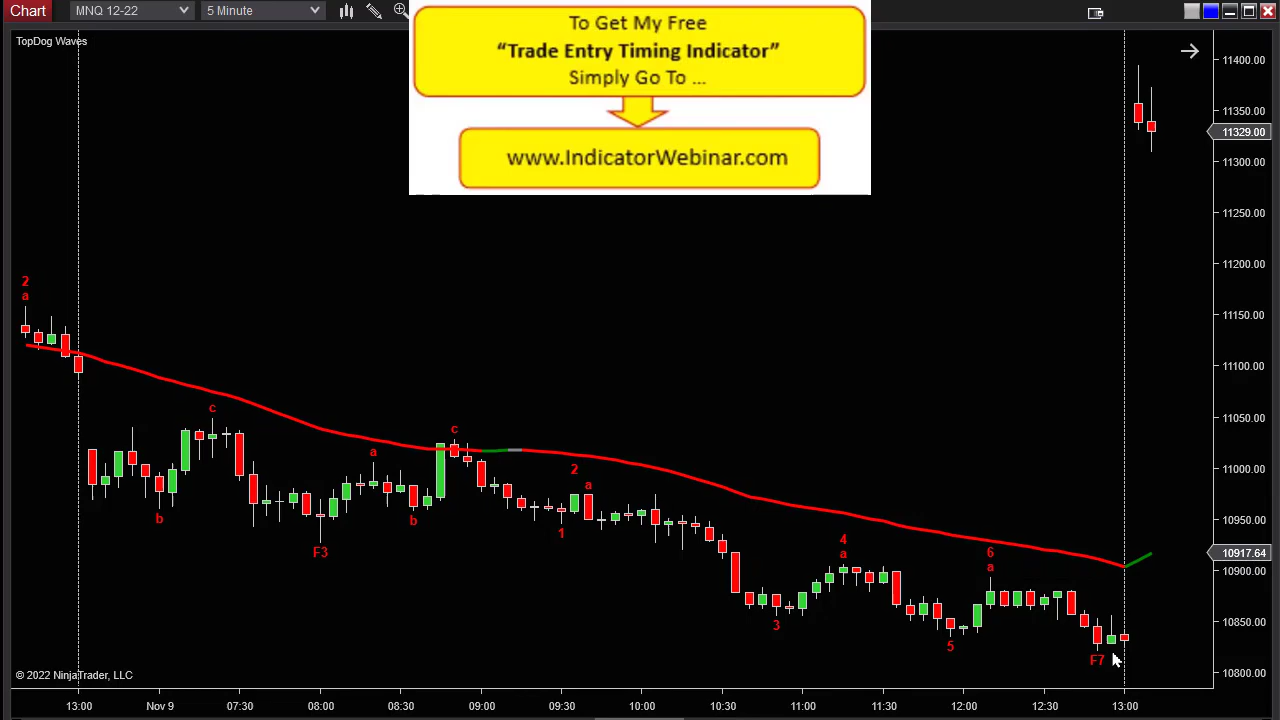 Chart
MNQ 12-22
5 Minute
To Get My Free
“Trade Entry Timing Indicator”
Simply Go To ...
www.IndicatorWebinar.com
TopDog Waves
11400.00
11350.00
11329.00
11300.00
11250.00
11200.00
11150.00
11100.00
11050.00
11000.00
10950.00
10917.64
10900.00
10850.00
10800.00
2
a
c
b
F3
a
b
c
2
a
1
4
a
3
6
a
5
F7
© 2022 NinjaTrader, LLC
13:00
Nov 9
07:30
08:00
08:30
09:00
09:30
10:00
10:30
11:00
11:30
12:00
12:30
13:00